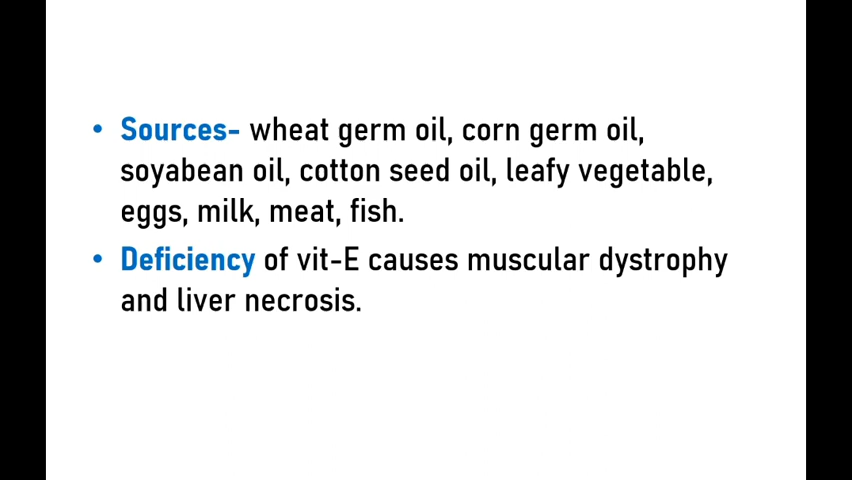 • Sources- wheat germ oil, corn germ oil,
soyabean oil, cotton seed oil, leafy vegetable,
eggs, milk, meat, fish.
• Deficiency of vit-E causes muscular dystrophy
and liver necrosis.